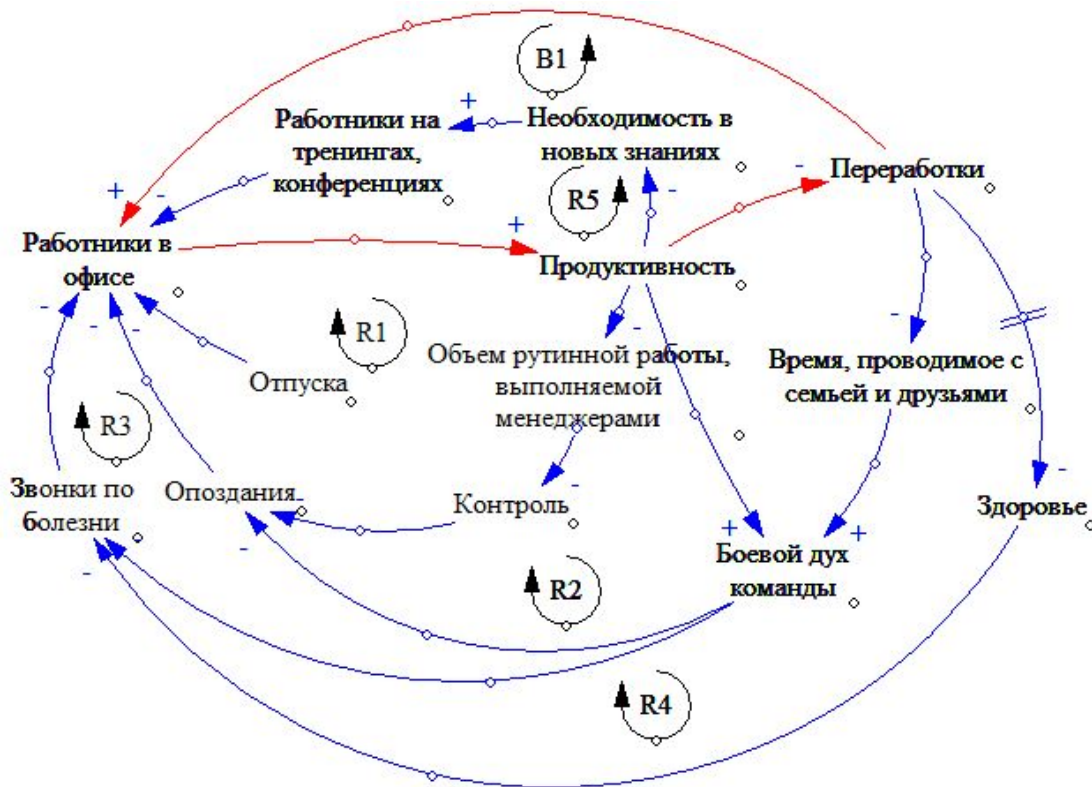 B1
+
Работники на
тренингах,
конференциях
Необходимость в
новых знаниях
-
Переработки
+
-
R5
-
+
Работники в
офисе
Продуктивность
-
-
-
R1
-
-
Объем рутинной работы,
выполняемой
менеджерами
Время, проводимое с
семьей и друзьями
Отпуска
R3
Звонки по
болезни
Опоздания
-
Контроль
-
-
Здоровье
+
+
-
-
Боевой дух
команды
R2
R4